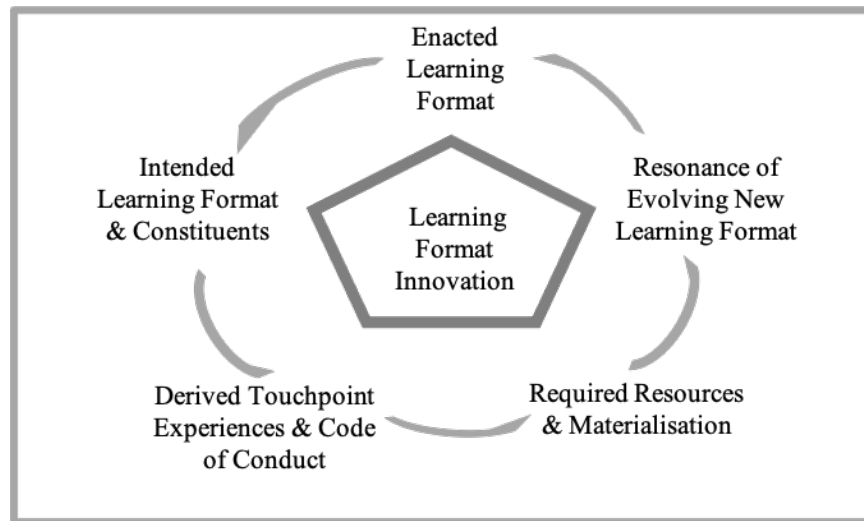 Enacted
Learning
Format
Intended
Learning Format
& Constituents
Resonance of
Evolving New
Learning Format
Learning
Format
Innovation
Derived Touchpoint
Experiences & Code
of Conduct
Required Resources
& Materialisation